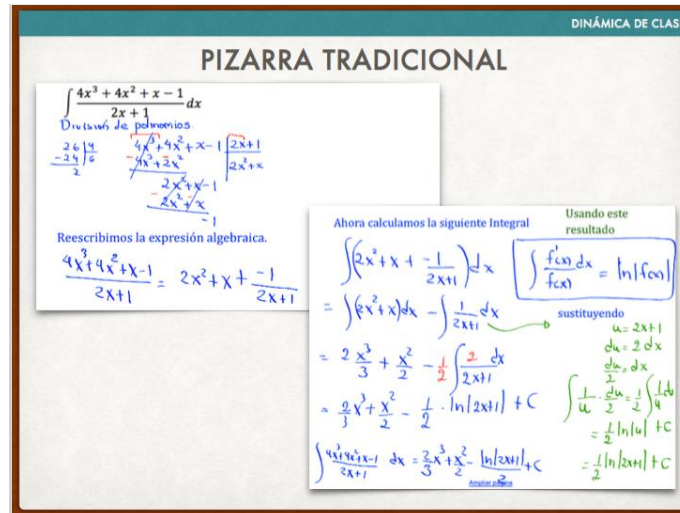 DINÁMICA DE CLAS
PIZARRA TRADICIONAL
∫ (4x³ + 4x² + x − 1)/(2x + 1) dx
División de polinomios.
26 |4
−24 |6
2
4x³+4x²+x−1 |2x+1
−4x³+2x² |2x²+x
2x²+x−1
−2x²+x
−1
Reescribimos la expresión algebraica.
(4x³+4x²+x−1)/(2x+1) = 2x²+x+ (−1)/(2x+1)
Ahora calculamos la siguiente Integral
∫(2x²+x + (−1)/(2x+1))dx
= ∫(2x²+x)dx − ∫ 1/(2x+1) dx
= 2 x³/3 + x²/2 − 1/2 ∫ 2/(2x+1) dx
= 2/3 x³ + x²/2 − 1/2 · ln|2x+1| + C
∫ (4x³+4x²+x−1)/(2x+1) dx = 2/3 x³ + x²/2 − ln|2x+1|/2 + C
Ampliar página
Usando este
resultado
∫ f'(x)/f(x) dx = ln|f(x)|
sustituyendo
u = 2x+1
du = 2 dx
du/2 = dx
∫ 1/u · du/2 = 1/2 ∫ 1/u du
= 1/2 ln|u| + C
= 1/2 ln|2x+1| + C